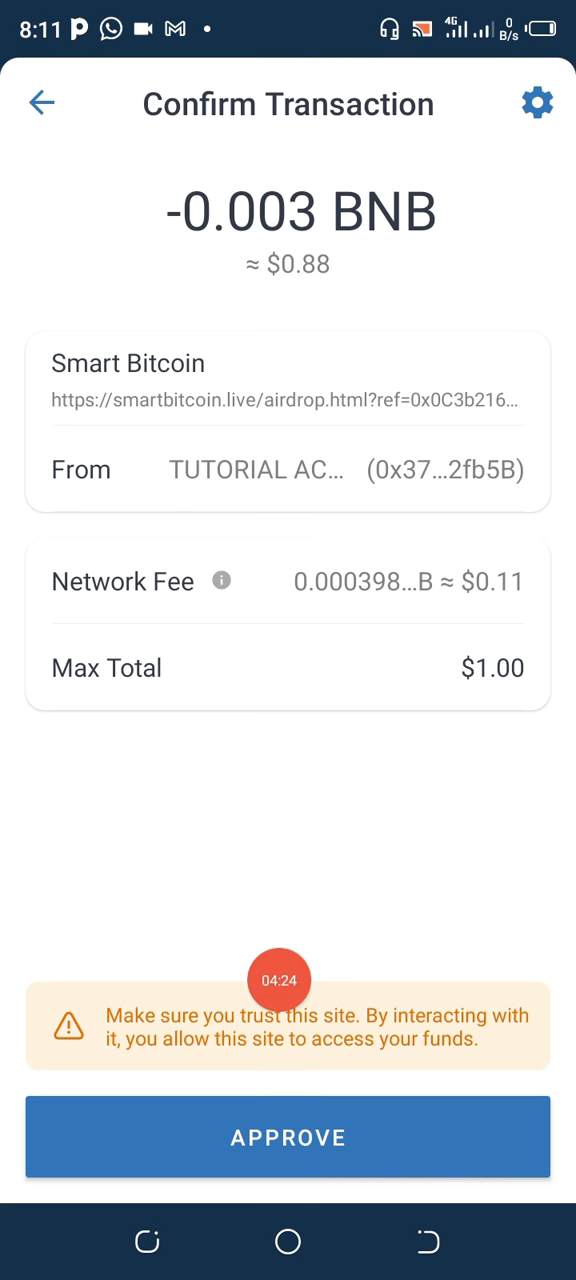 8:11 4G 0 B/s
Confirm Transaction
-0.003 BNB
≈ $0.88
Smart Bitcoin
https://smartbitcoin.live/airdrop.html?ref=0x0C3b216...
From TUTORIAL AC... (0x37...2fb5B)
Network Fee 0.000398...B ≈ $0.11
Max Total $1.00
04:24
Make sure you trust this site. By interacting with
it, you allow this site to access your funds.
APPROVE